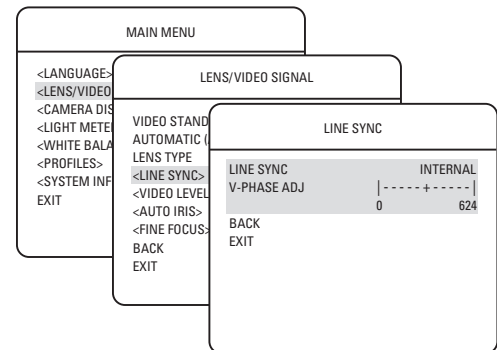 MAIN MENU
<LANGUAGE>
<LENS/VIDEO
<CAMERA DIS
<LIGHT METE
<WHITE BALA
<PROFILES>
<SYSTEM INF
EXIT
LENS/VIDEO SIGNAL
VIDEO STAND
AUTOMATIC (
LENS TYPE
<LINE SYNC>
<VIDEO LEVEL
<AUTO IRIS>
<FINE FOCUS>
BACK
EXIT
LINE SYNC
LINE SYNC INTERNAL
V-PHASE ADJ |-----+-----|
0 624
BACK
EXIT